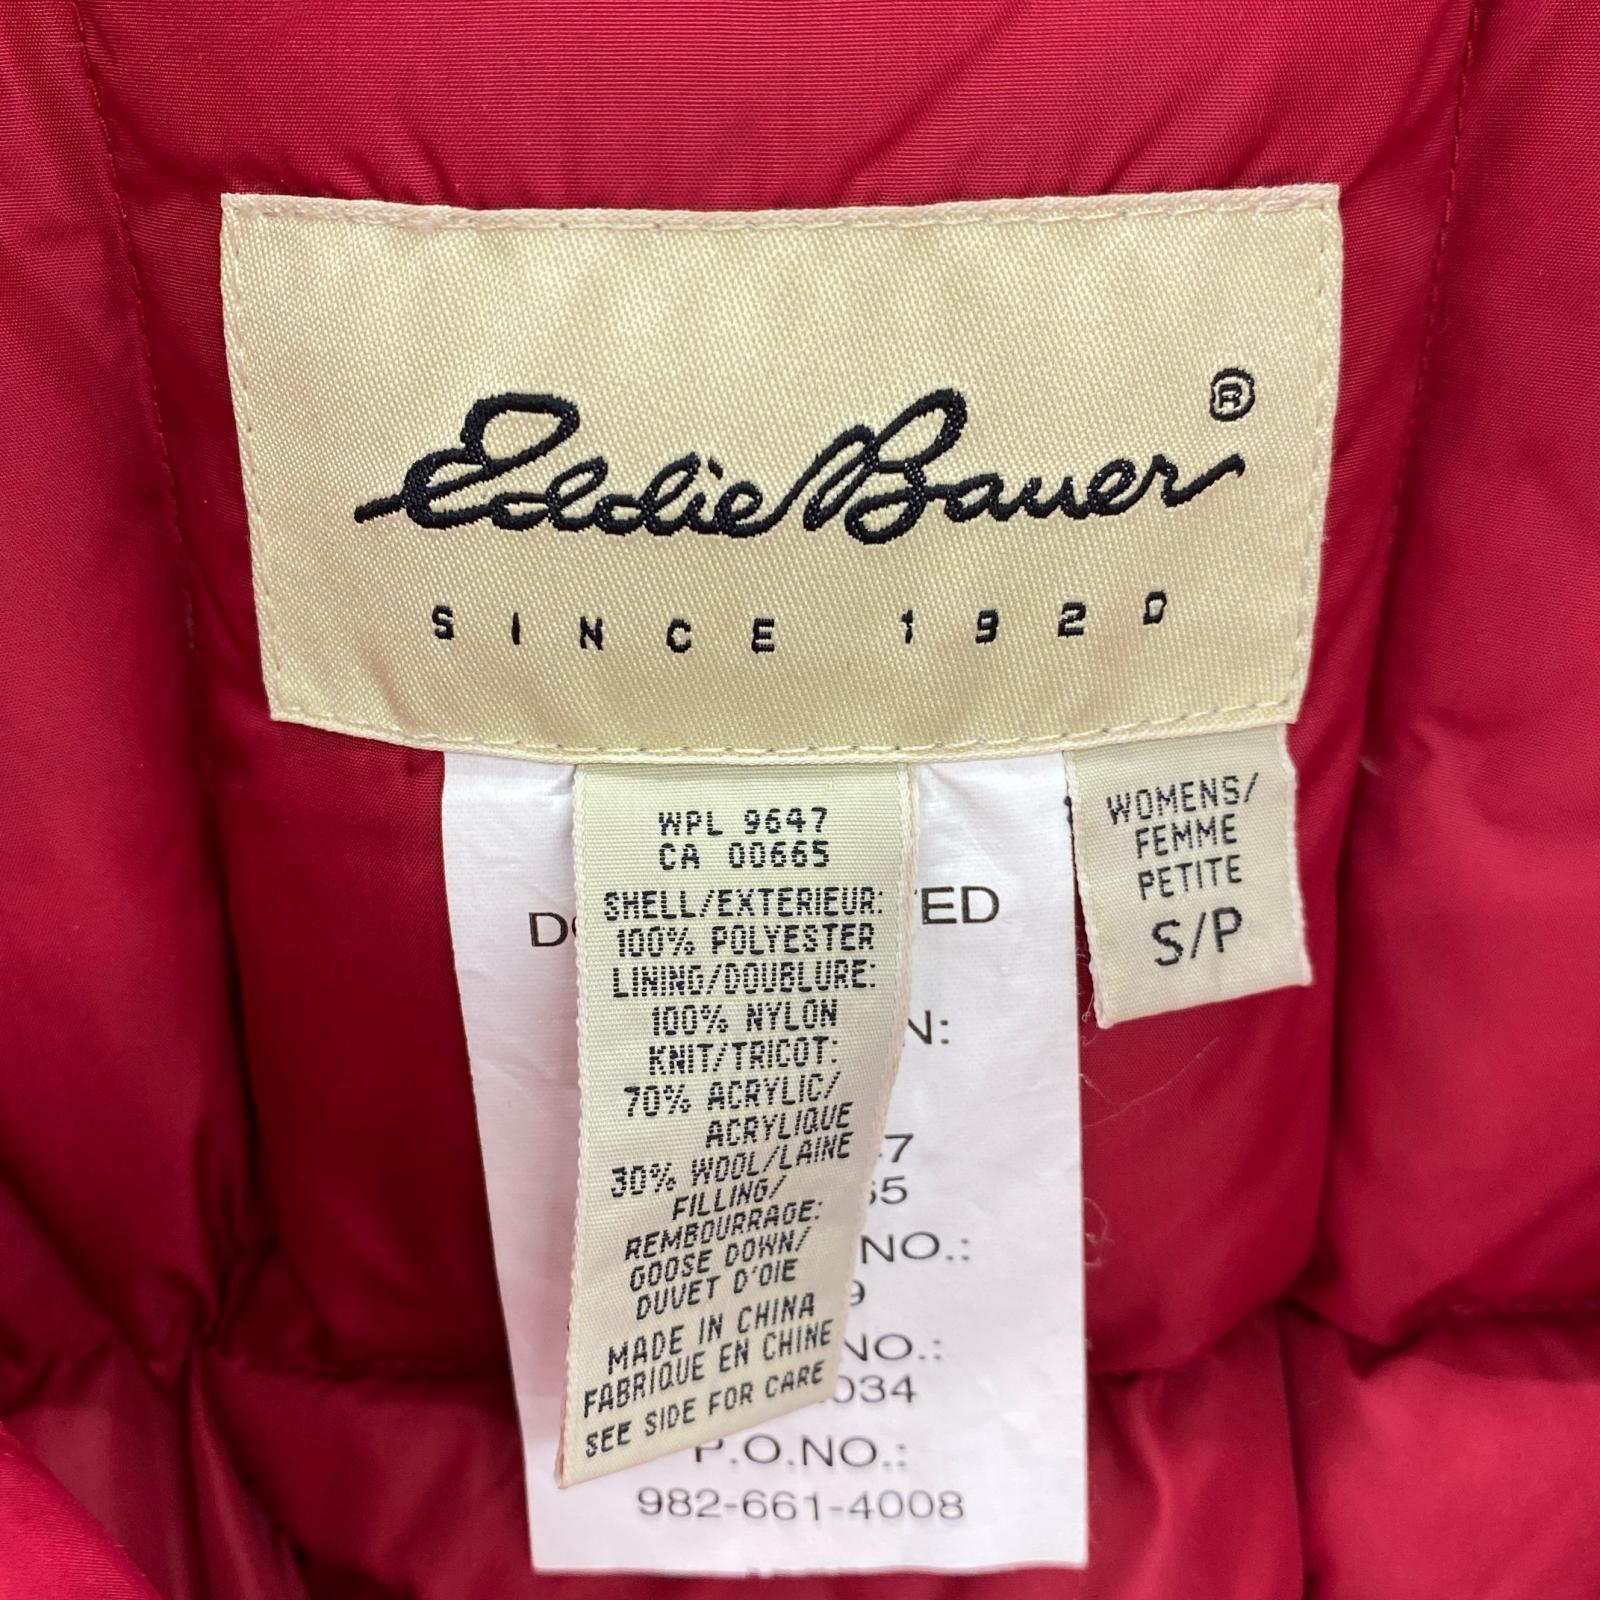 Eddie Bauer ®
SINCE 1920
WPL 9647
CA 00665
SHELL/EXTERIEUR:
100% POLYESTER
LINING/DOUBLURE:
100% NYLON
KNIT/TRICOT:
70% ACRYLIC/
ACRYLIQUE
30% WOOL/LAINE
FILLING/
REMBOURRAGE:
GOOSE DOWN/
DUVET D'OIE
MADE IN CHINA
FABRIQUE EN CHINE
SEE SIDE FOR CARE
WOMENS/
FEMME
PETITE
S/P
NO.:
NO.:
P.O.NO.:
982-661-4008